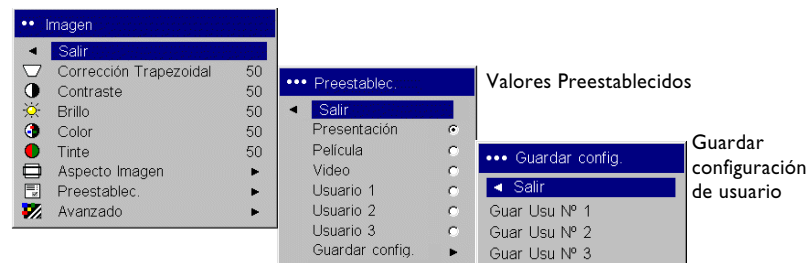 Imagen
Salir
Corrección Trapezoidal 50
Contraste 50
Brillo 50
Color 50
Tinte 50
Aspecto Imagen
Preestablec.
Avanzado
Preestablec.
Salir
Presentación
Película
Video
Usuario 1
Usuario 2
Usuario 3
Guardar config.
Valores Preestablecidos
Guardar config.
Salir
Guar Usu Nº 1
Guar Usu Nº 2
Guar Usu Nº 3
Guardar
configuración
de usuario